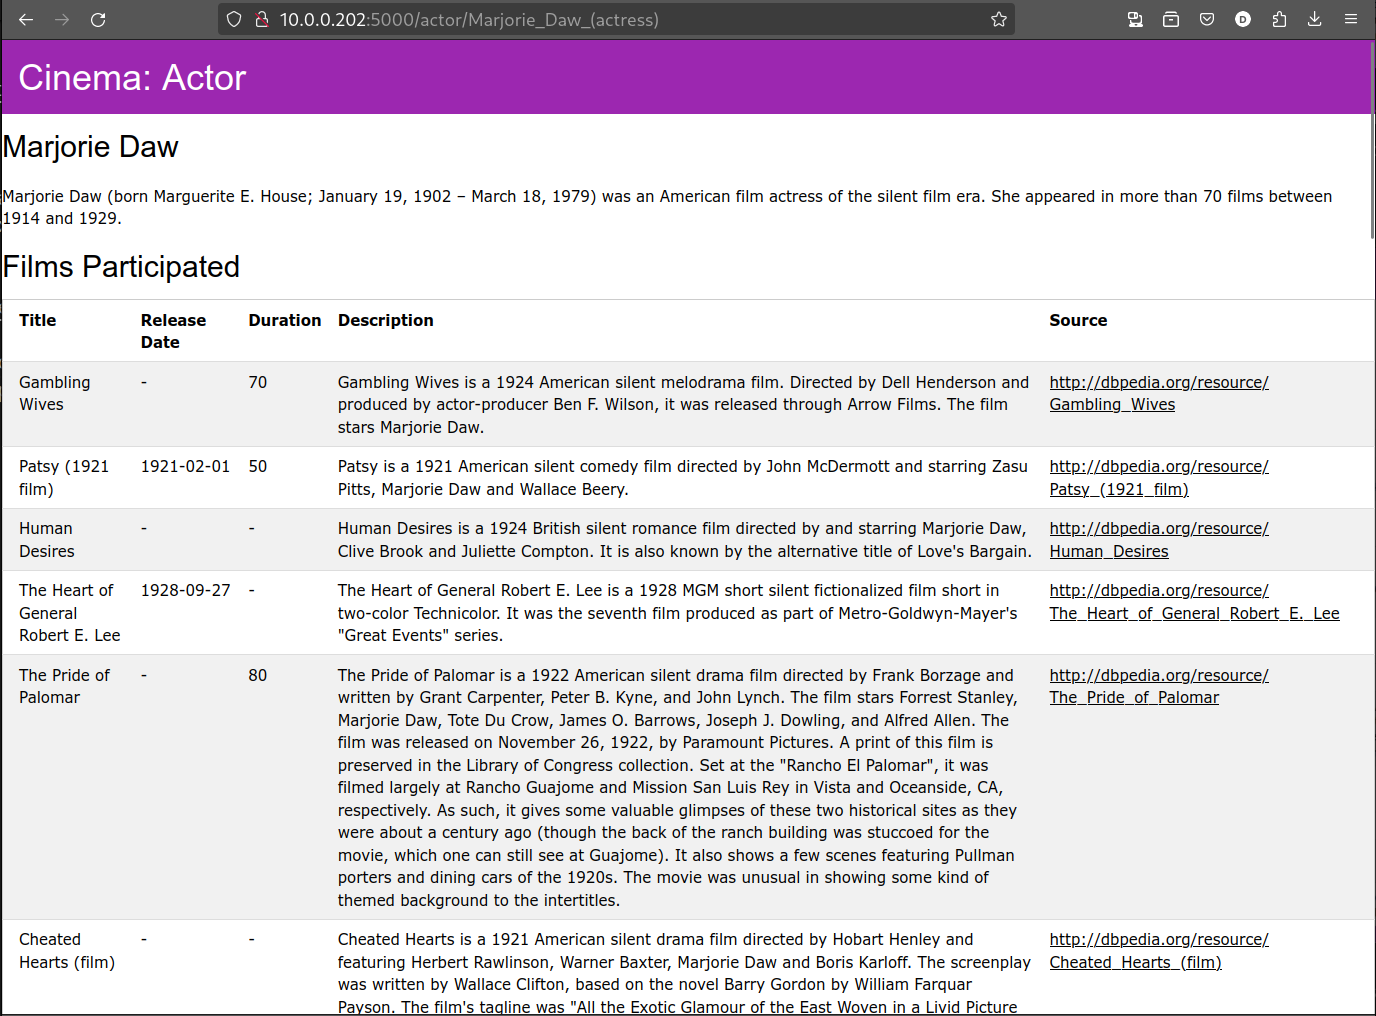 10.0.0.202:5000/actor/Marjorie_Daw_(actress)
D
Cinema: Actor
Marjorie Daw
Marjorie Daw (born Marguerite E. House; January 19, 1902 – March 18, 1979) was an American film actress of the silent film era. She appeared in more than 70 films between
1914 and 1929.
Films Participated
Title Release Date Duration Description Source
Gambling Wives - 70 Gambling Wives is a 1924 American silent melodrama film. Directed by Dell Henderson and
produced by actor-producer Ben F. Wilson, it was released through Arrow Films. The film
stars Marjorie Daw.
http://dbpedia.org/resource/
Gambling_Wives
Patsy (1921 film) 1921-02-01 50 Patsy is a 1921 American silent comedy film directed by John McDermott and starring Zasu
Pitts, Marjorie Daw and Wallace Beery.
http://dbpedia.org/resource/
Patsy_(1921_film)
Human Desires - - Human Desires is a 1924 British silent romance film directed by and starring Marjorie Daw,
Clive Brook and Juliette Compton. It is also known by the alternative title of Love's Bargain.
http://dbpedia.org/resource/
Human_Desires
The Heart of General Robert E. Lee 1928-09-27 - The Heart of General Robert E. Lee is a 1928 MGM short silent fictionalized film short in
two-color Technicolor. It was the seventh film produced as part of Metro-Goldwyn-Mayer's
"Great Events" series.
http://dbpedia.org/resource/
The_Heart_of_General_Robert_E._Lee
The Pride of Palomar - 80 The Pride of Palomar is a 1922 American silent drama film directed by Frank Borzage and
written by Grant Carpenter, Peter B. Kyne, and John Lynch. The film stars Forrest Stanley,
Marjorie Daw, Tote Du Crow, James O. Barrows, Joseph J. Dowling, and Alfred Allen. The
film was released on November 26, 1922, by Paramount Pictures. A print of this film is
preserved in the Library of Congress collection. Set at the "Rancho El Palomar", it was
filmed largely at Rancho Guajome and Mission San Luis Rey in Vista and Oceanside, CA,
respectively. As such, it gives some valuable glimpses of these two historical sites as they
were about a century ago (though the back of the ranch building was stuccoed for the
movie, which one can still see at Guajome). It also shows a few scenes featuring Pullman
porters and dining cars of the 1920s. The movie was unusual in showing some kind of
themed background to the intertitles.
http://dbpedia.org/resource/
The_Pride_of_Palomar
Cheated Hearts (film) - - Cheated Hearts is a 1921 American silent drama film directed by Hobart Henley and
featuring Herbert Rawlinson, Warner Baxter, Marjorie Daw and Boris Karloff. The screenplay
was written by Wallace Clifton, based on the novel Barry Gordon by William Farquar
Payson. The film's tagline was "All the Exotic Glamour of the East Woven in a Livid Picture
http://dbpedia.org/resource/
Cheated_Hearts_(film)